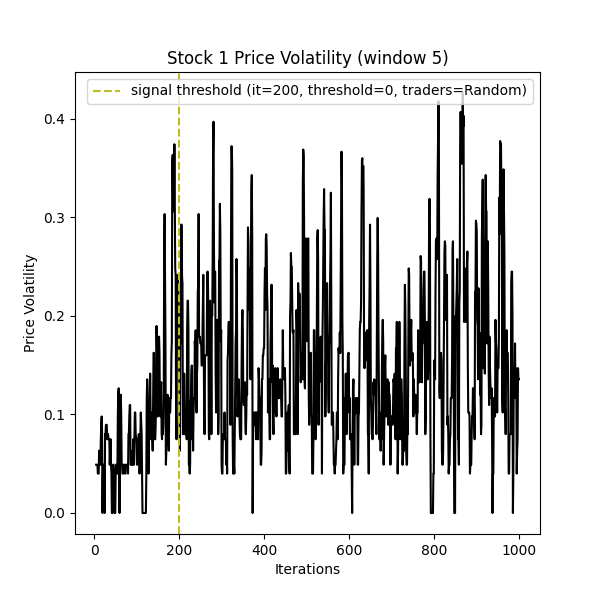 Stock 1 Price Volatility (window 5)
signal threshold (it=200, threshold=0, traders=Random)
0.4
0.3
0.2
0.1
0.0
Price Volatility
0
200
400
600
800
1000
Iterations